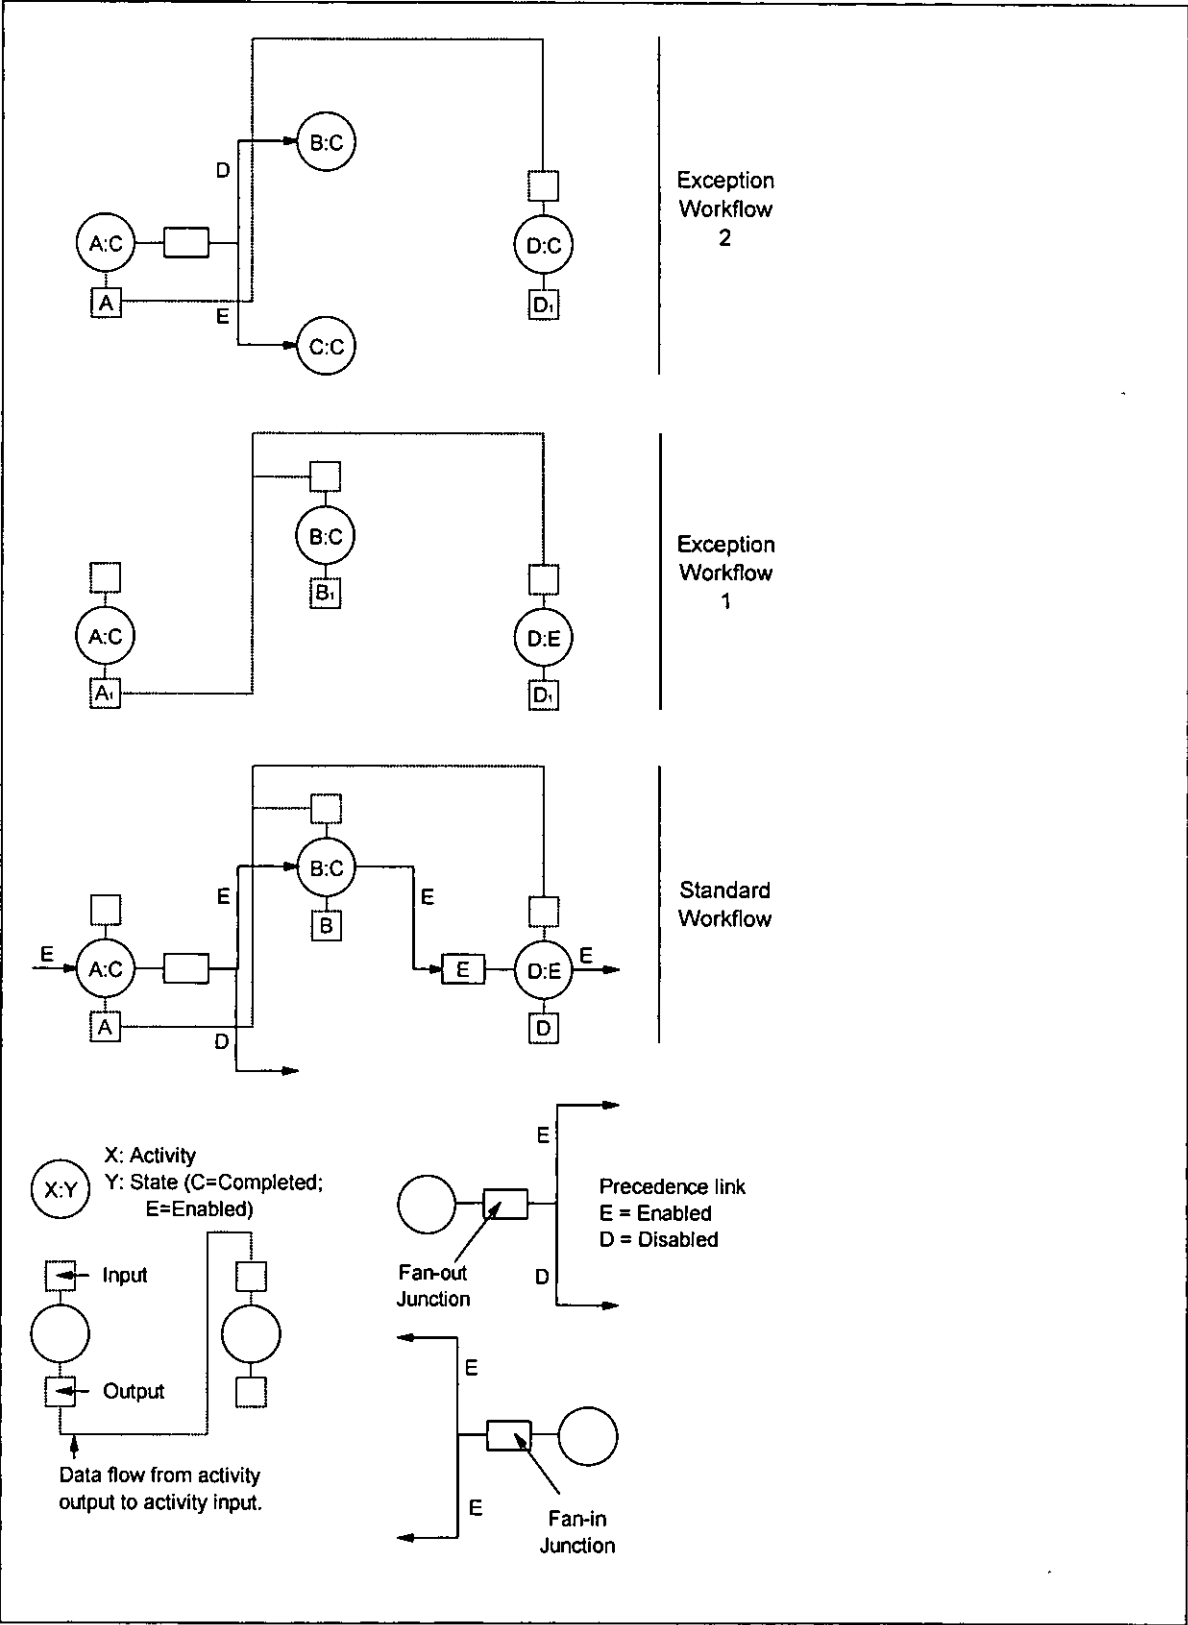 B:C
D
Exception
Workflow
2
A:C
D:C
A
D₁
E
C:C
B:C
Exception
Workflow
1
B₁
A:C
D:E
A₁
D₁
B:C
E
E
Standard
Workflow
B
E
A:C
E
D:E
E
A
D
D
X: Activity
Y: State (C=Completed;
E=Enabled)
X:Y
E
Precedence link
E = Enabled
D = Disabled
Input
Fan-out
Junction
D
E
Output
Data flow from activity
output to activity input.
E
Fan-in
Junction